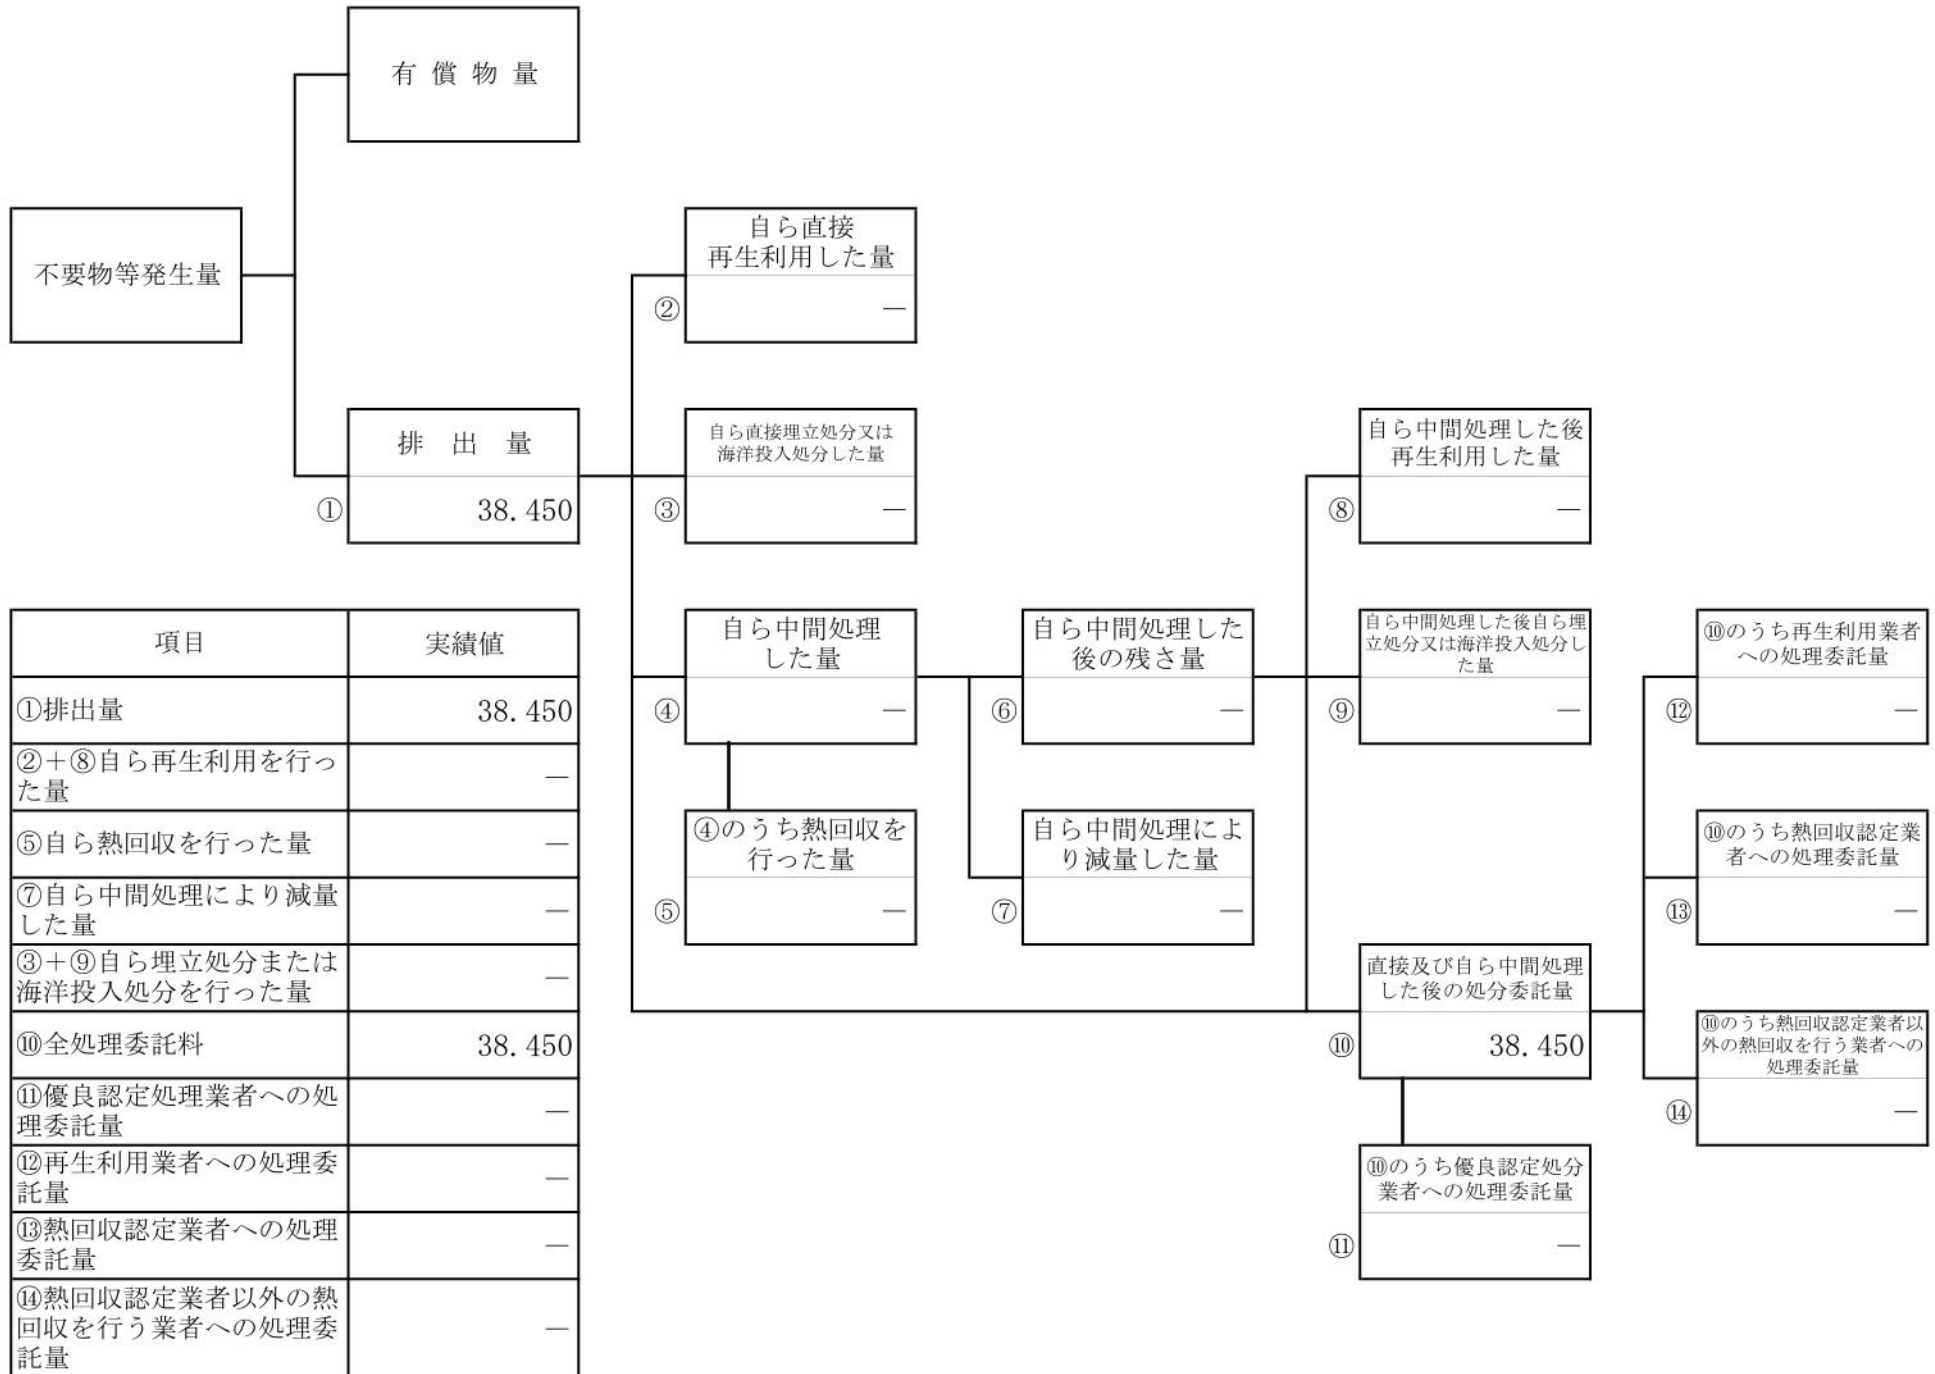 有 償 物 量
不要物等発生量
自ら直接
再生利用した量
②
―
排 出 量
①
38.450
自ら直接埋立処分又は
海洋投入処分した量
③
―
自ら中間処理した後
再生利用した量
⑧
―
自ら中間処理
した量
④
―
自ら中間処理した
後の残さ量
⑥
―
自ら中間処理した後自ら埋
立処分又は海洋投入処分し
た量
⑨
―
⑩のうち再生利用業者
への処理委託量
⑫
―
④のうち熱回収を
行った量
⑤
―
自ら中間処理によ
り減量した量
⑦
―
⑩のうち熱回収認定業
者への処理委託量
⑬
―
直接及び自ら中間処理
した後の処分委託量
⑩
38.450
⑩のうち熱回収認定業者以
外の熱回収を行う業者への
処理委託量
⑭
―
⑩のうち優良認定処分
業者への処理委託量
⑪
―
項目
実績値
①排出量
38.450
②+⑧自ら再生利用を行っ
た量
―
⑤自ら熱回収を行った量
―
⑦自ら中間処理により減量
した量
―
③+⑨自ら埋立処分または
海洋投入処分を行った量
―
⑩全処理委託料
38.450
⑪優良認定処理業者への処
理委託量
―
⑫再生利用業者への処理委
託量
―
⑬熱回収認定業者への処理
委託量
―
⑭熱回収認定業者以外の熱
回収を行う業者への処理委
託量
―